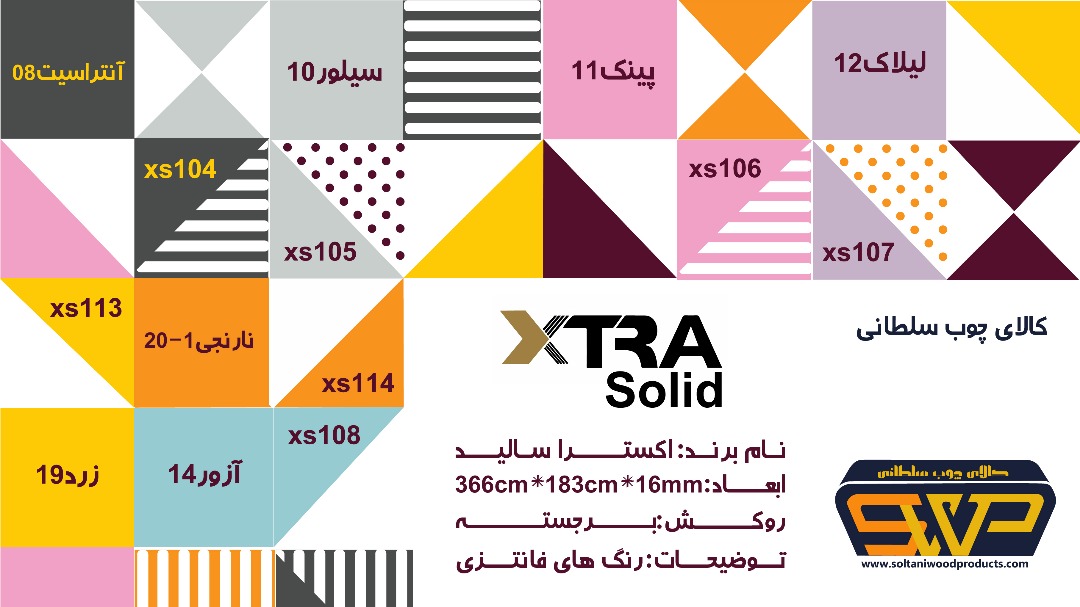 آنتراسیت08
سیلور10
پینک11
لیلاک12
xs104
xs105
xs106
xs107
xs113
نارنجی1-20
xs114
زرد19
آزور14
xs108
XTRA
Solid
کالای چوب سلطانی
نام برند: اکسترا سالید
ابعاد:366cm*183cm*16mm
روکش:برجسته
توضیحات:رنگ های فانتزی
کالای چوب سلطانی
SWP
www.soltaniwoodproducts.com